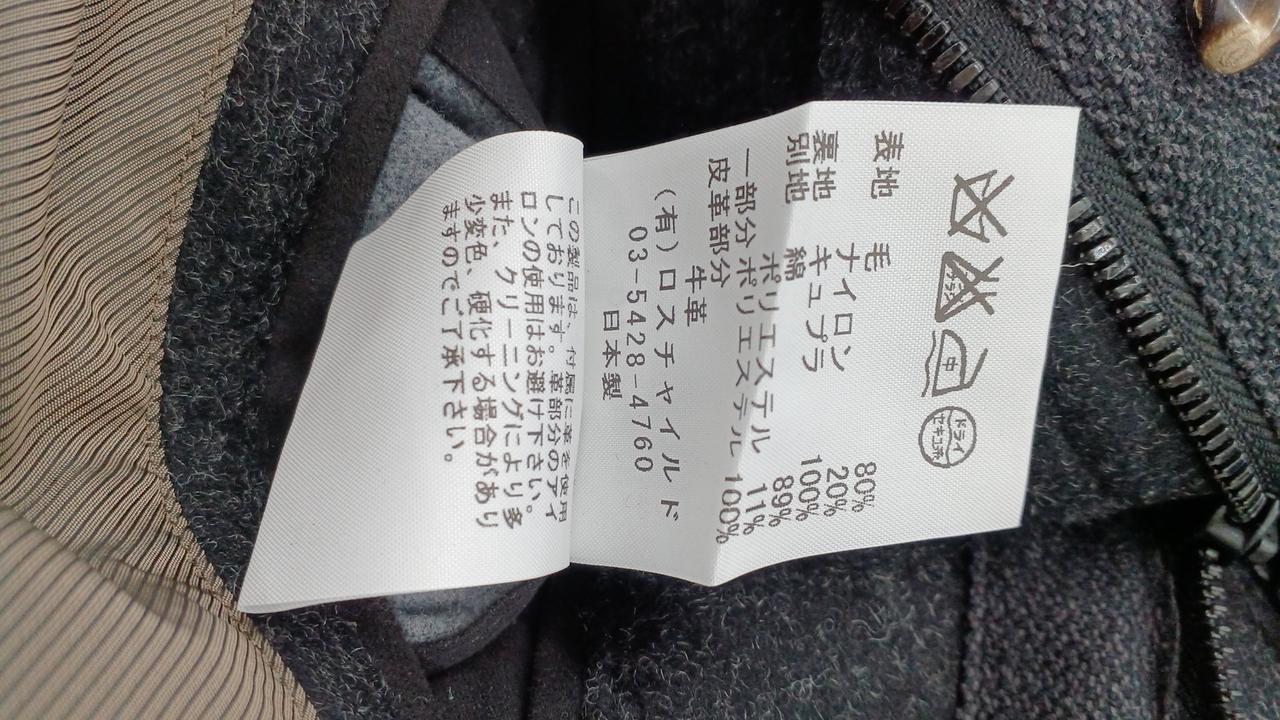 中
ドライ
セキユ系
表地 毛 80%
ナイロン 20%
裏地 キュプラ 100%
別地 綿 89%
ポリエステル 11%
一部分 ポリエステル 100%
皮革部分 牛革
(有)ロスチャイルド
03-5428-4760
日本製
この製品は、付属に革を使用
しております。革部分のアイ
ロンの使用はお避け下さい。
また、クリーニングにより多
少変色、硬化する場合があり
ますのでご了承下さい。